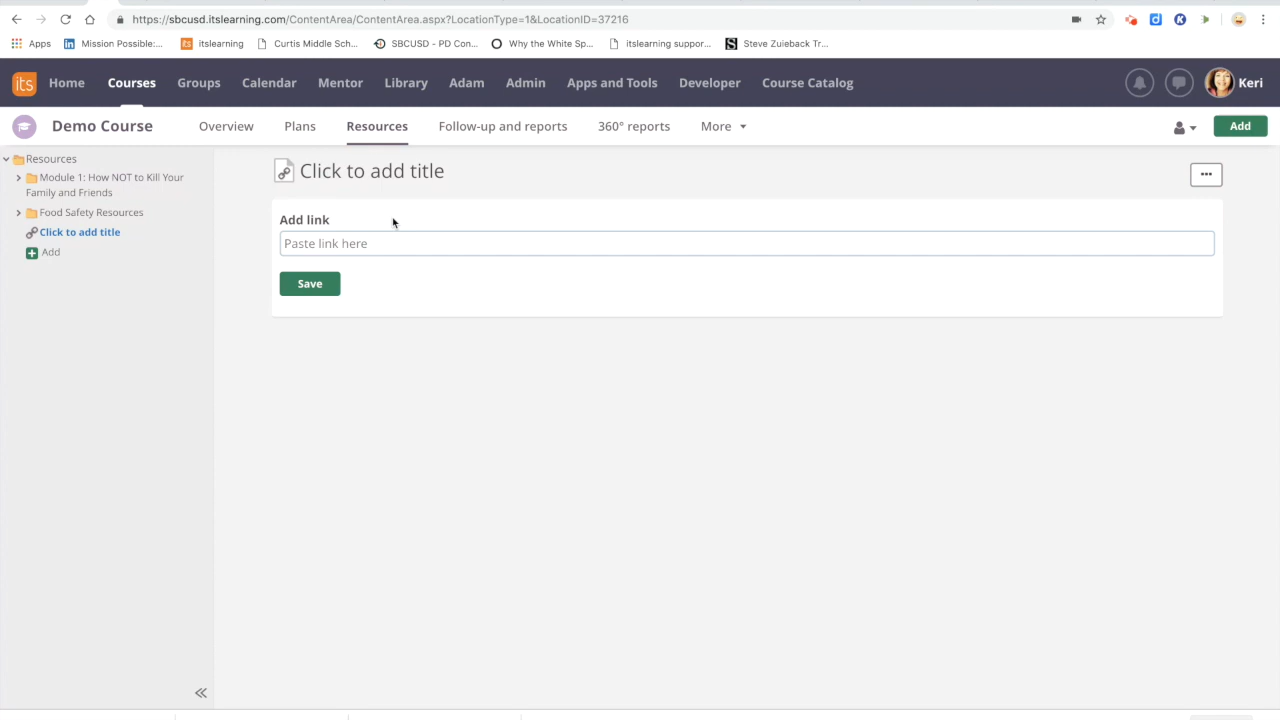 https://sbcusd.itslearning.com/ContentArea/ContentArea.aspx?LocationType=1&LocationID=37216
Apps Mission Possible:... itslearning Curtis Middle Sch... SBCUSD - PD Con... Why the White Sp... itslearning suppor... Steve Zuieback Tr...
its Home Courses Groups Calendar Mentor Library Adam Admin Apps and Tools Developer Course Catalog Keri
Demo Course Overview Plans Resources Follow-up and reports 360° reports More Add
Resources
Module 1: How NOT to Kill Your
Family and Friends
Food Safety Resources
Click to add title
Add
Click to add title
Add link
Paste link here
Save